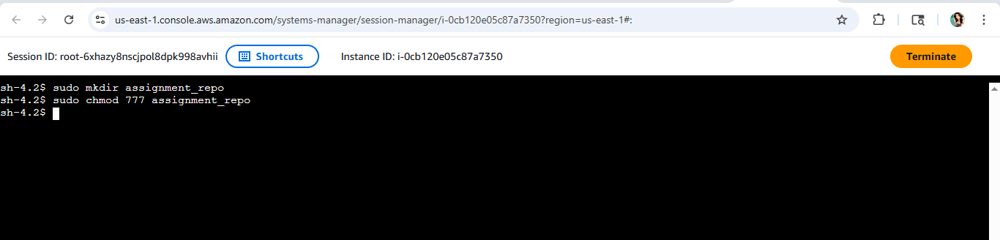 us-east-1.console.aws.amazon.com/systems-manager/session-manager/i-0cb120e05c87a7350?region=us-east-1#:
Session ID: root-6xhazy8nscjpol8dpk998avhii Shortcuts Instance ID: i-0cb120e05c87a7350 Terminate
sh-4.2$ sudo mkdir assignment_repo
sh-4.2$ sudo chmod 777 assignment_repo
sh-4.2$